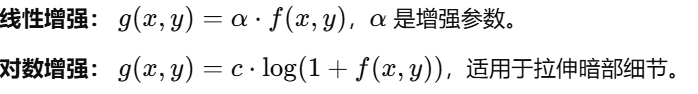 线性增强： g(x, y) = α · f(x, y)，α 是增强参数。
对数增强： g(x, y) = c · log(1 + f(x, y))，适用于拉伸暗部细节。